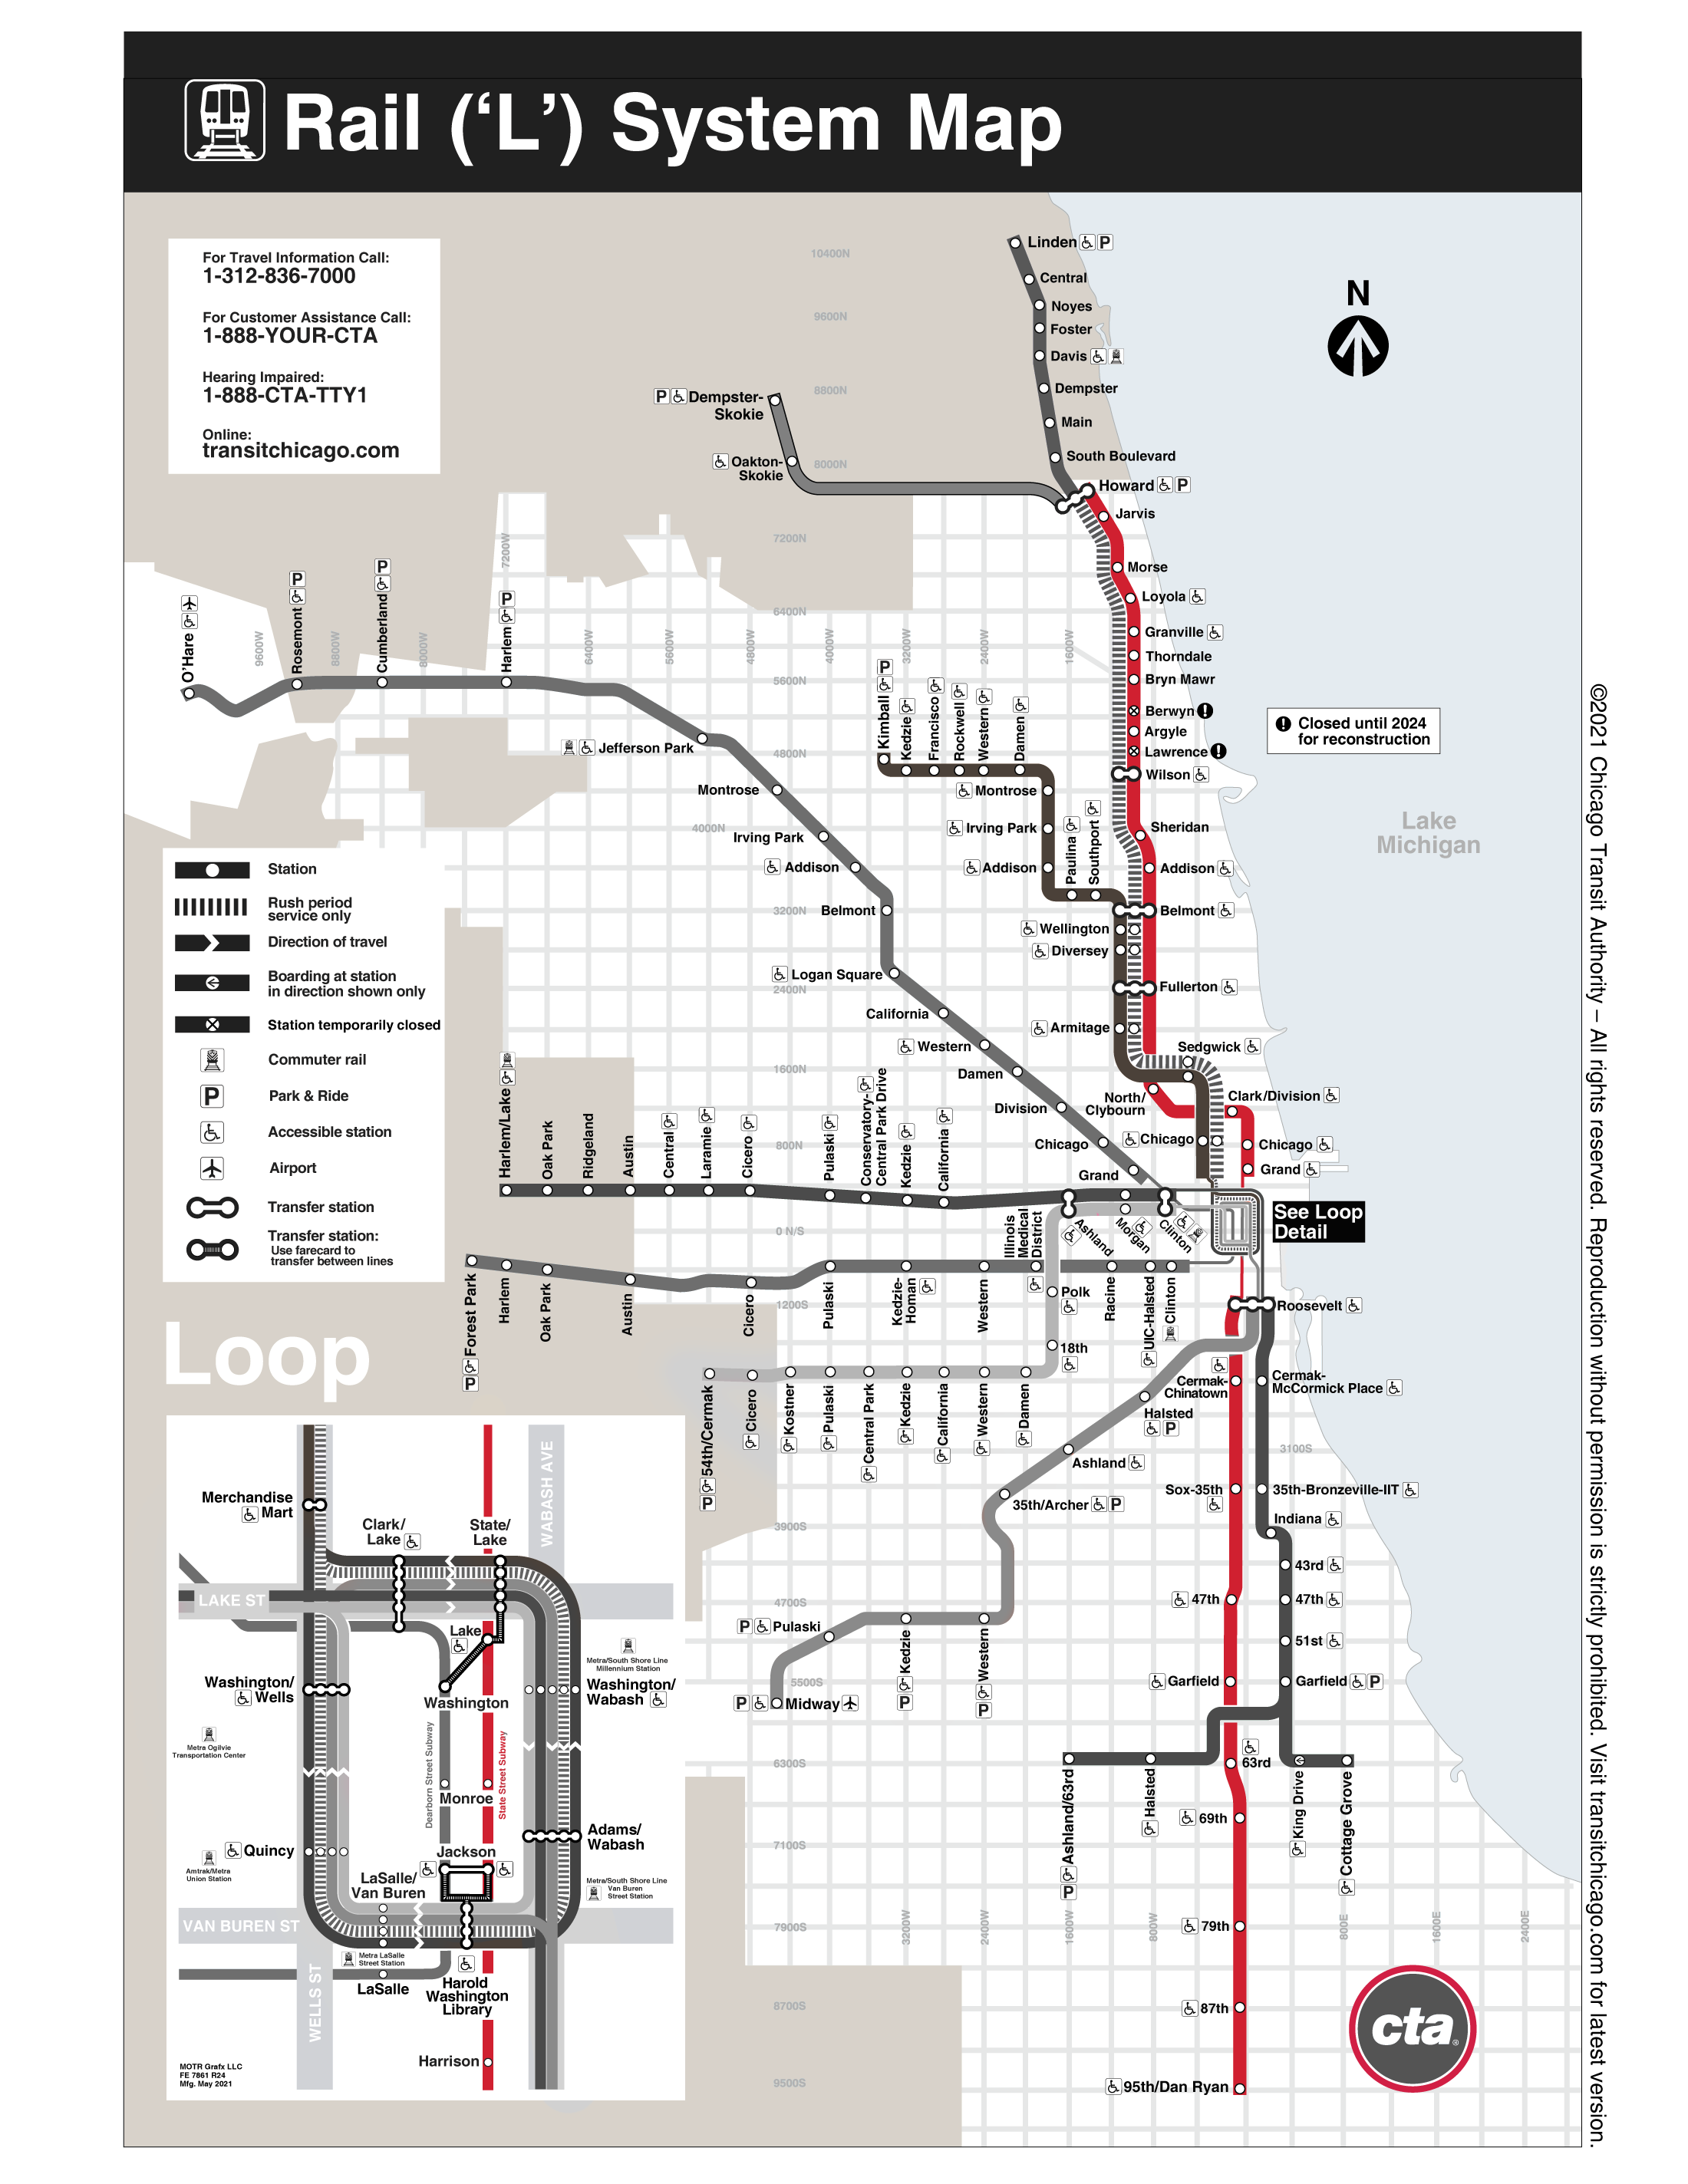 Rail (‘L’) System Map
For Travel Information Call:
1-312-836-7000
For Customer Assistance Call:
1-888-YOUR-CTA
Hearing Impaired:
1-888-CTA-TTY1
Online:
transitchicago.com
N
Lake
Michigan
Closed until 2024
for reconstruction
10400N
9600N
8800N
8000N
7200N
6400N
5600N
4800N
4000N
3200N
2400N
1600N
800N
0 N/S
1200S
3100S
3900S
4700S
5500S
6300S
7100S
7900S
8700S
9500S
9600W
8800W
8000W
7200W
6400W
5600W
4800W
4000W
3200W
2400W
1600W
3200W
2400W
1600W
800W
800E
1600E
2400E
Linden P
Central
Noyes
Foster
Davis
Dempster
Main
South Boulevard
Howard P
P Dempster-
Skokie
Oakton-
Skokie
Jarvis
Morse
Loyola
Granville
Thorndale
Bryn Mawr
Berwyn
Argyle
Lawrence
Wilson
Sheridan
Addison
Belmont
Fullerton
North/
Clybourn
Clark/Division
Chicago
Grand
O’Hare
Rosemont P
Cumberland P
Harlem P
Jefferson Park
Montrose
Irving Park
Addison
Belmont
Logan Square
California
Western
Damen
Division
Chicago
Grand
Kimball P
Kedzie
Francisco
Rockwell
Western
Damen
Montrose
Irving Park
Addison
Paulina
Southport
Wellington
Diversey
Armitage
Sedgwick
Chicago
Harlem/Lake
Oak Park
Ridgeland
Austin
Central
Laramie
Cicero
Pulaski
Conservatory-
Central Park Drive
Kedzie
California
Ashland
Morgan
Clinton
See Loop
Detail
Forest Park P
Harlem
Oak Park
Austin
Cicero
Pulaski
Kedzie-
Homan
Western
Illinois
Medical
District
Racine
UIC-Halsted
Clinton
Polk
18th
54th/Cermak P
Cicero
Kostner
Pulaski
Central Park
Kedzie
California
Western
Damen
Roosevelt
Cermak-
Chinatown
Cermak-
McCormick Place
Halsted
P
Ashland
35th/Archer P
Western P
Kedzie P
P Pulaski
P Midway
Sox-35th
35th-Bronzeville-IIT
Indiana
43rd
47th
47th
51st
Garfield
Garfield P
63rd
Ashland/63rd P
Halsted
King Drive
Cottage Grove
69th
79th
87th
95th/Dan Ryan
cta®
Station
Rush period
service only
Direction of travel
Boarding at station
in direction shown only
Station temporarily closed
Commuter rail
P Park & Ride
Accessible station
Airport
Transfer station
Transfer station:
Use farecard to
transfer between lines
Loop
Merchandise
Mart
Clark/
Lake
State/
Lake
WABASH AVE
LAKE ST
Lake
Metra/South Shore Line
Millennium Station
Washington/
Wells
Washington
Washington/
Wabash
Metra Ogilvie
Transportation Center
Dearborn Street Subway
State Street Subway
Monroe
Adams/
Wabash
Quincy
Jackson
Amtrak/Metra
Union Station
LaSalle/
Van Buren
Metra/South Shore Line
Van Buren
Street Station
VAN BUREN ST
Metra LaSalle
Street Station
LaSalle
WELLS ST
Harold
Washington
Library
Harrison
MOTR Grafx LLC
FE 7861 R24
Mfg. May 2021
©2021 Chicago Transit Authority – All rights reserved. Reproduction without permission is strictly prohibited. Visit transitchicago.com for latest version.